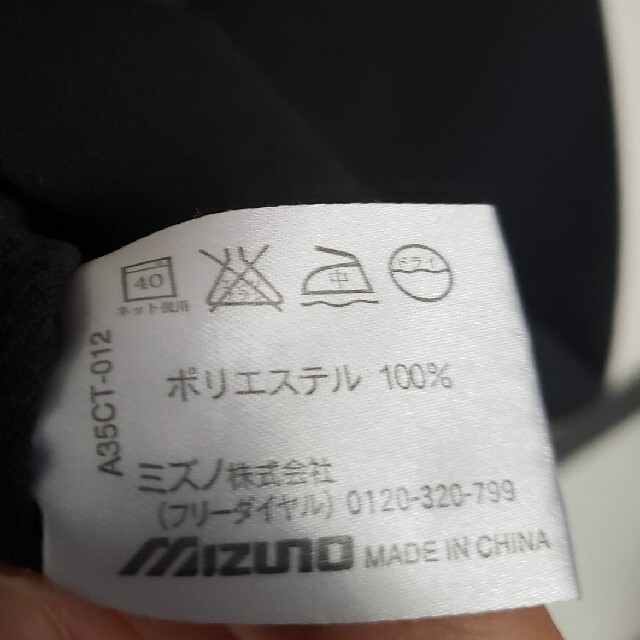 40
中
ドライ
ネット使用
ポリエステル 100%
A35CT-012
ミズノ株式会社
(フリーダイヤル) 0120-320-799
MIZUNO MADE IN CHINA